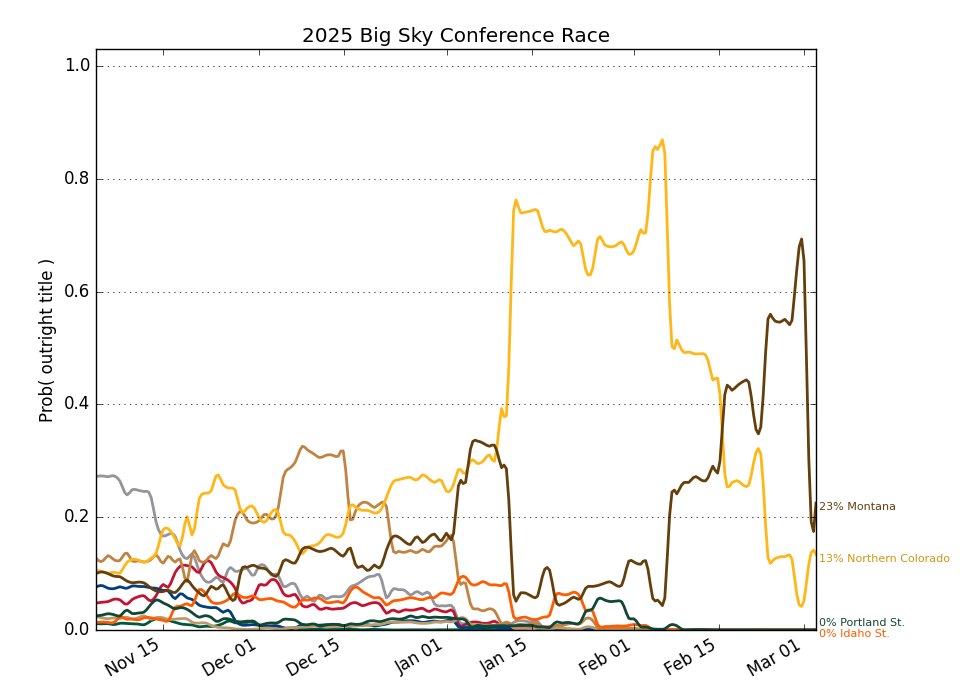 2025 Big Sky Conference Race
Prob( outright title )
1.0
0.8
0.6
0.4
0.2
0.0
23% Montana
13% Northern Colorado
0% Portland St.
0% Idaho St.
Nov 15
Dec 01
Dec 15
Jan 01
Jan 15
Feb 01
Feb 15
Mar 01